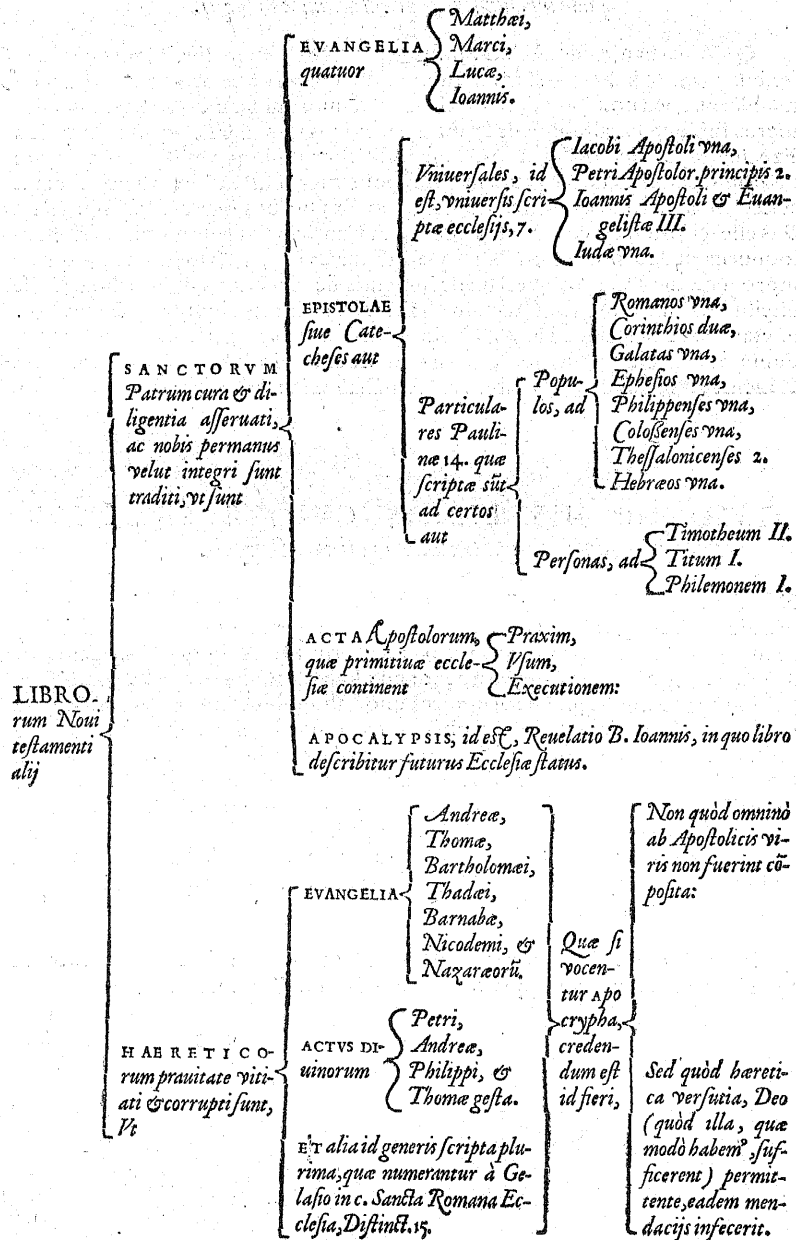 LIBRO-
rum Noui
testamenti
alij
SANCTORVM
Patrum cura & di-
ligentia asseruati,
ac nobis per manus
velut integri sunt
traditi, vt sunt
EVANGELIA
quatuor
Matthæi,
Marci,
Lucæ,
Ioannis.
EPISTOLAE
siue Cate-
cheses aut
Vniuersales, id
est, vniuersis scri-
ptæ ecclesijs, 7.
Iacobi Apostoli vna,
Petri Apostolor. principis 2.
Ioannis Apostoli & Euan-
gelistæ III.
Iudæ vna.
Particula-
res Pauli-
næ 14. quæ
scriptæ sũt
ad certos
aut
Popu-
los, ad
Romanos vna,
Corinthios duæ,
Galatas vna,
Ephesios vna,
Philippenses vna,
Colossenses vna,
Thessalonicenses 2.
Hebræos vna.
Personas, ad
Timotheum II.
Titum I.
Philemonem I.
ACTA Apostolorum,
quæ primitiuæ eccle-
siæ continent
Praxim,
Vsum,
Executionem:
APOCALYPSIS, id est, Reuelatio B. Ioannis, in quo libro
describitur futurus Ecclesiæ status.
HAERETICO-
rum prauitate viti-
ati & corrupti sunt,
Vt
EVANGELIA
Andreæ,
Thomæ,
Bartholomæi,
Thadæi,
Barnabæ,
Nicodemi, &
Nazaræorũ.
ACTVS DI-
uinorum
Petri,
Andreæ,
Philippi, &
Thomæ gesta.
ET alia id generis scripta plu-
rima, quæ numerantur à Ge-
lasio in c. Sancta Romana Ec-
clesia, Distinct. 15.
Quæ si
vocen-
tur apo
crypha,
creden-
dum est
id fieri,
Non quòd omninò
ab Apostolicis vi-
ris non fuerint cõ-
posita:
Sed quòd hæreti-
ca versutia, Deo
(quòd illa, quæ
modò habemꝰ, suf-
ficerent) permit-
tente, eadem men-
dacijs infecerit.